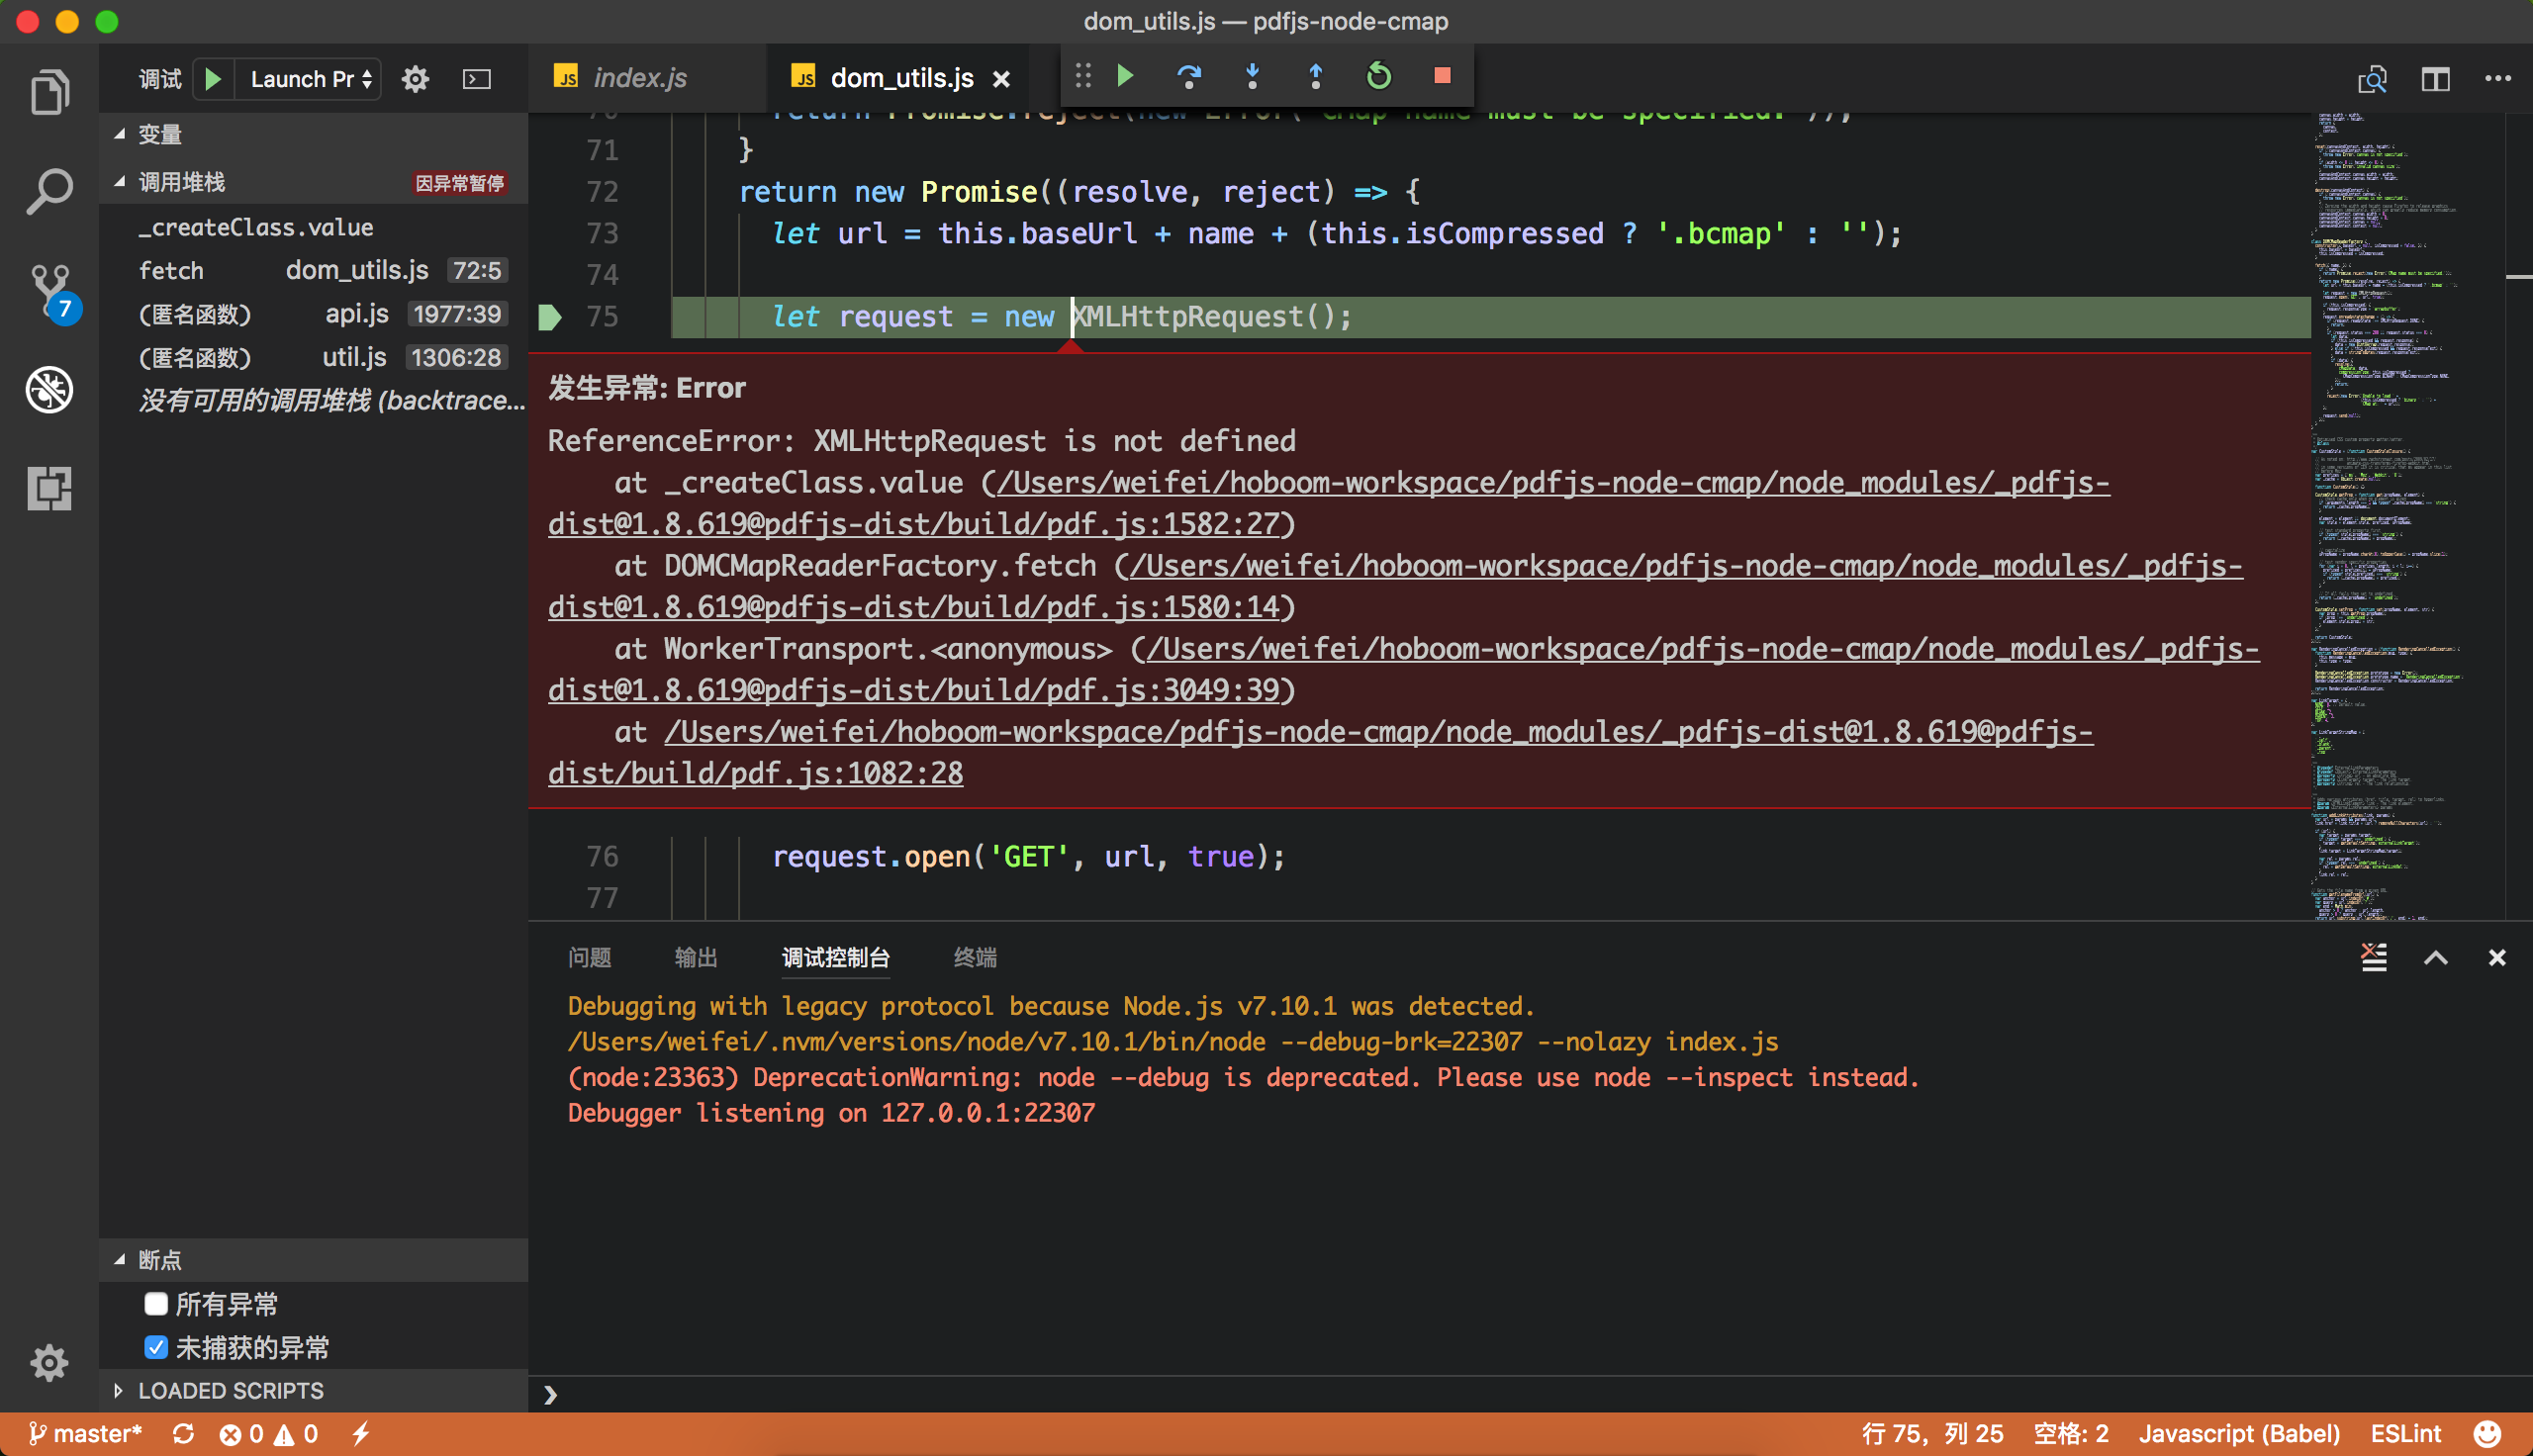 dom_utils.js — pdfjs-node-cmap
调试
Launch Pr
index.js
dom_utils.js
变量
调用堆栈 因异常暂停
_createClass.value
fetch dom_utils.js 72:5
(匿名函数) api.js 1977:39
(匿名函数) util.js 1306:28
没有可用的调用堆栈 (backtrace...
70 return Promise.reject(new Error('CMap name must be specified.'));
71 }
72 return new Promise((resolve, reject) => {
73 let url = this.baseUrl + name + (this.isCompressed ? '.bcmap' : '');
74
75 let request = new XMLHttpRequest();
发生异常: Error
ReferenceError: XMLHttpRequest is not defined
at _createClass.value (/Users/weifei/hoboom-workspace/pdfjs-node-cmap/node_modules/_pdfjs-
dist@1.8.619@pdfjs-dist/build/pdf.js:1582:27)
at DOMCMapReaderFactory.fetch (/Users/weifei/hoboom-workspace/pdfjs-node-cmap/node_modules/_pdfjs-
dist@1.8.619@pdfjs-dist/build/pdf.js:1580:14)
at WorkerTransport.<anonymous> (/Users/weifei/hoboom-workspace/pdfjs-node-cmap/node_modules/_pdfjs-
dist@1.8.619@pdfjs-dist/build/pdf.js:3049:39)
at /Users/weifei/hoboom-workspace/pdfjs-node-cmap/node_modules/_pdfjs-dist@1.8.619@pdfjs-
dist/build/pdf.js:1082:28
76 request.open('GET', url, true);
77
问题 输出 调试控制台 终端
Debugging with legacy protocol because Node.js v7.10.1 was detected.
/Users/weifei/.nvm/versions/node/v7.10.1/bin/node --debug-brk=22307 --nolazy index.js
(node:23363) DeprecationWarning: node --debug is deprecated. Please use node --inspect instead.
Debugger listening on 127.0.0.1:22307
7
断点
所有异常
未捕获的异常
LOADED SCRIPTS
master* 0 0
行 75，列 25 空格: 2 Javascript (Babel) ESLint